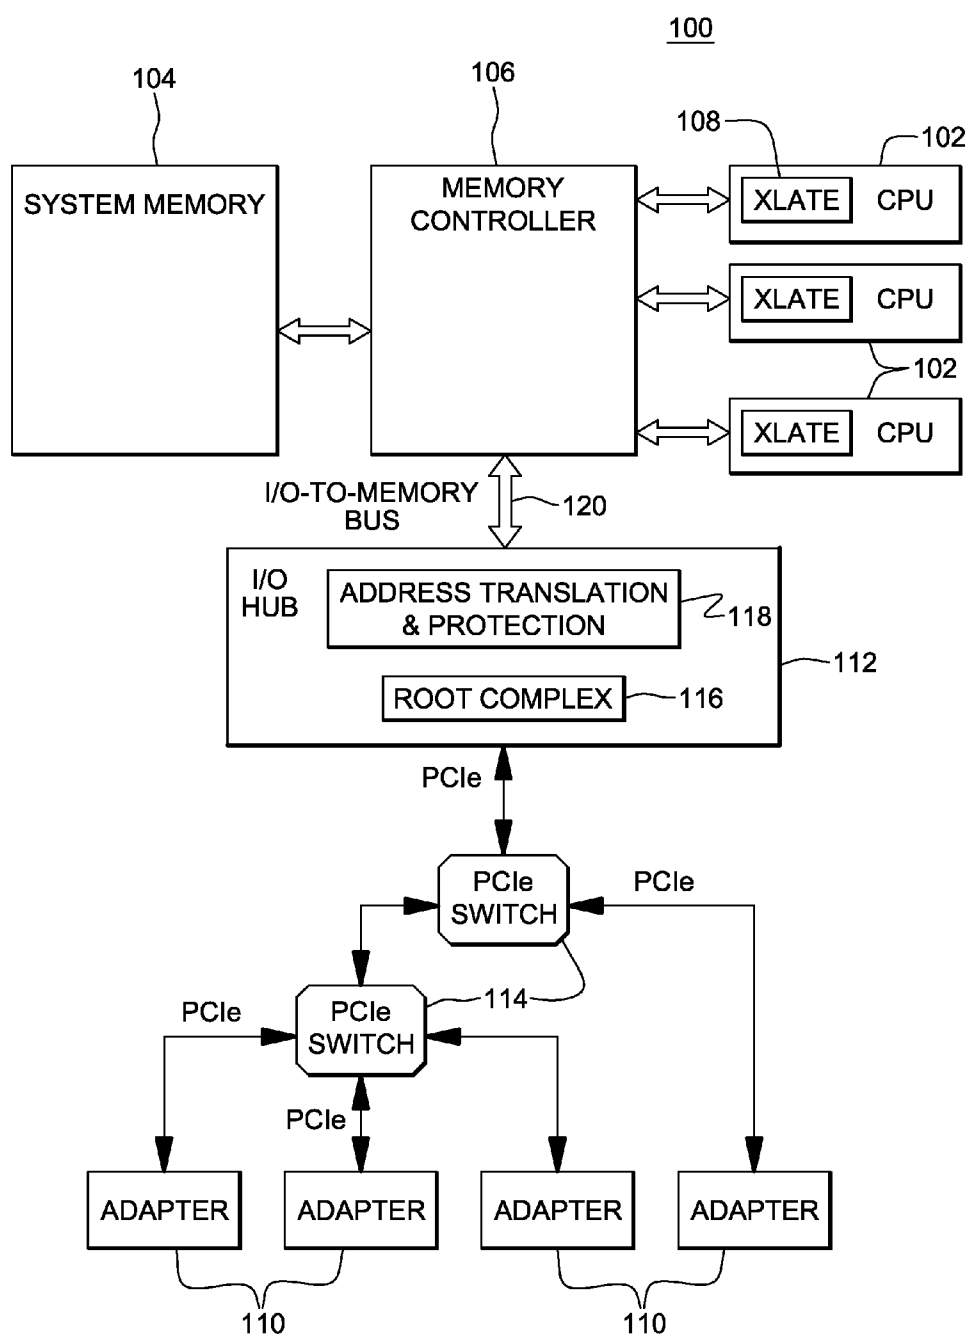 100
104
106
108
102
SYSTEM MEMORY
MEMORY
CONTROLLER
XLATE CPU
XLATE CPU
102
XLATE CPU
I/O-TO-MEMORY
BUS
120
I/O
HUB
ADDRESS TRANSLATION
& PROTECTION
118
112
ROOT COMPLEX
116
PCIe
PCIe
SWITCH
PCIe
114
PCIe
PCIe
SWITCH
PCIe
ADAPTER
ADAPTER
ADAPTER
ADAPTER
110
110